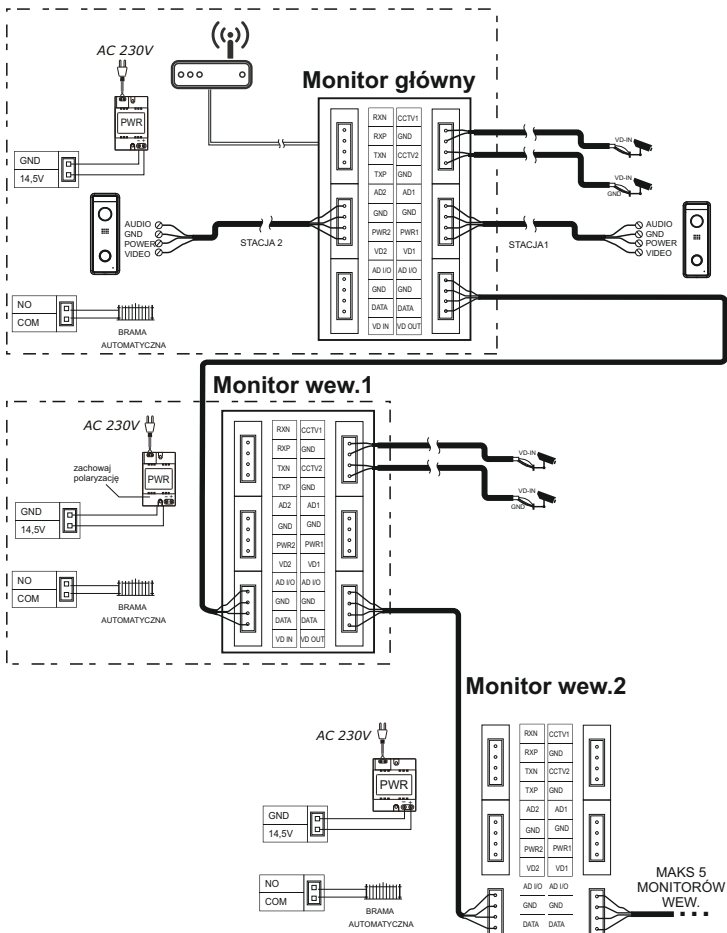 AC 230V
Monitor główny
PWR
GND
14,5V
RXN CCTV1
RXP GND
TXN CCTV2
TXP GND
AD2 AD1
GND GND
PWR2 PWR1
VD2 VD1
AD I/O AD I/O
GND GND
DATA DATA
VD IN VD OUT
VD-IN
VD-IN
GND
AUDIO
GND
POWER
VIDEO
STACJA 2
STACJA1
AUDIO
GND
POWER
VIDEO
NO
COM
BRAMA
AUTOMATYCZNA
Monitor wew.1
AC 230V
zachowaj
polaryzację
PWR
GND
14,5V
NO
COM
BRAMA
AUTOMATYCZNA
RXN CCTV1
RXP GND
TXN CCTV2
TXP GND
AD2 AD1
GND GND
PWR2 PWR1
VD2 VD1
AD I/O AD I/O
GND GND
DATA DATA
VD IN VD OUT
VD-IN
VD-IN
GND
Monitor wew.2
AC 230V
PWR
GND
14,5V
NO
COM
BRAMA
AUTOMATYCZNA
RXN CCTV1
RXP GND
TXN CCTV2
TXP GND
AD2 AD1
GND GND
PWR2 PWR1
VD2 VD1
AD I/O AD I/O
GND GND
DATA DATA
MAKS 5
MONITORÓW
WEW.